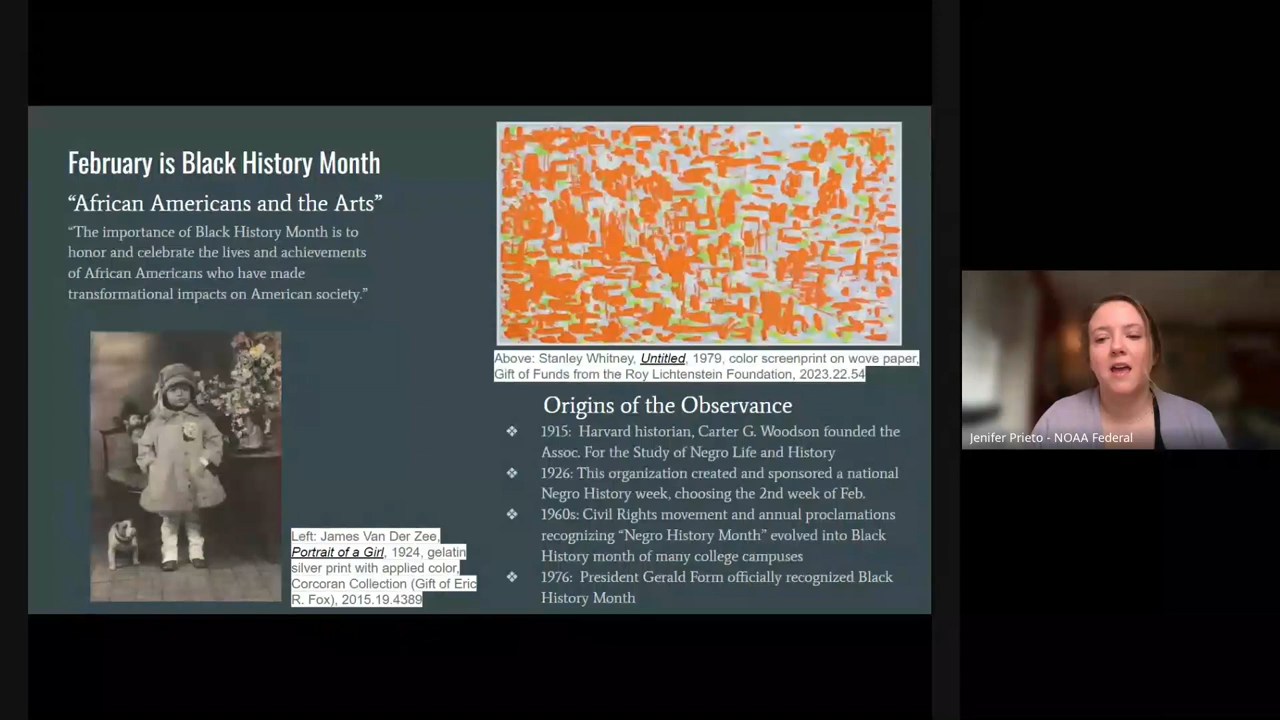 February is Black History Month
“African Americans and the Arts”
“The importance of Black History Month is to
honor and celebrate the lives and achievements
of African Americans who have made
transformational impacts on American society.”
Left: James Van Der Zee,
Portrait of a Girl, 1924, gelatin
silver print with applied color,
Corcoran Collection (Gift of Eric
R. Fox), 2015.19.4389
Above: Stanley Whitney, Untitled, 1979, color screenprint on wove paper,
Gift of Funds from the Roy Lichtenstein Foundation, 2023.22.54
Origins of the Observance
❖ 1915: Harvard historian, Carter G. Woodson founded the
Assoc. For the Study of Negro Life and History
❖ 1926: This organization created and sponsored a national
Negro History week, choosing the 2nd week of Feb.
❖ 1960s: Civil Rights movement and annual proclamations
recognizing “Negro History Month” evolved into Black
History month of many college campuses
❖ 1976: President Gerald Form officially recognized Black
History Month
Jenifer Prieto - NOAA Federal